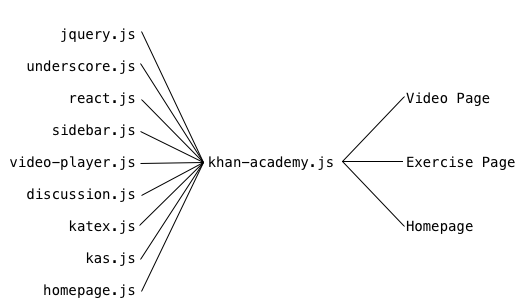 jquery.js
underscore.js
react.js
sidebar.js
video-player.js
discussion.js
katex.js
kas.js
homepage.js
khan-academy.js
Video Page
Exercise Page
Homepage